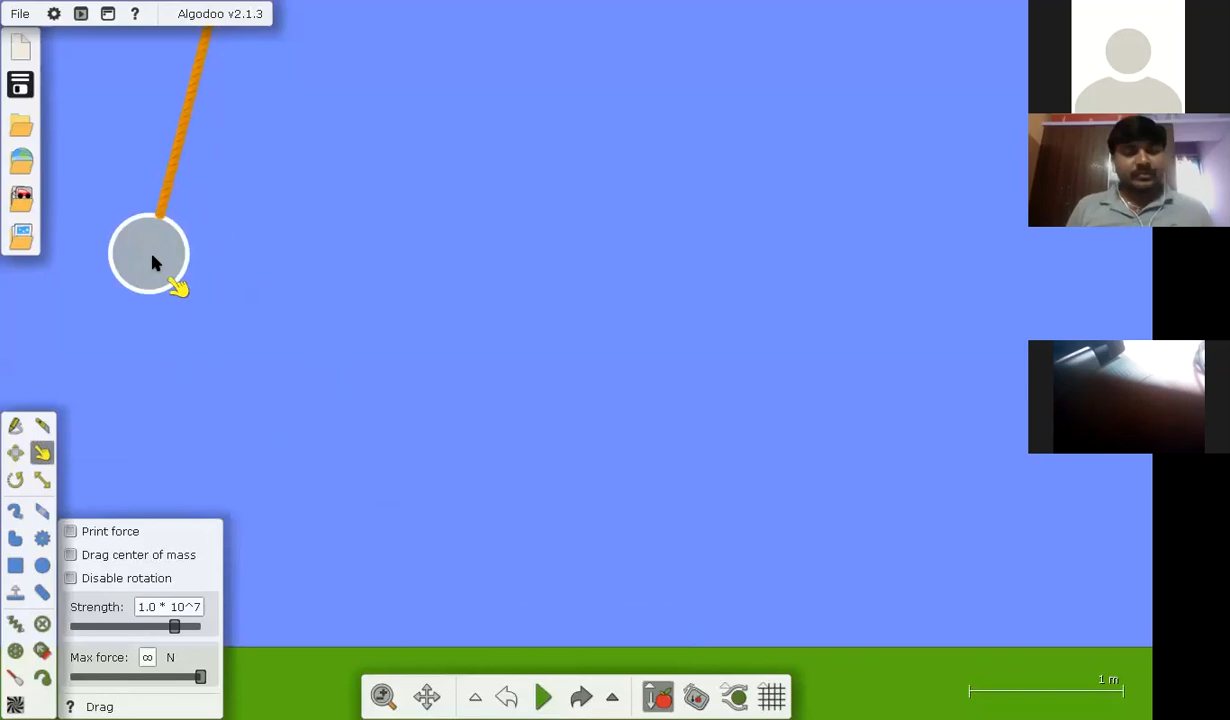 File ? Algodoo v2.1.3
Print force
Drag center of mass
Disable rotation
Strength: 1.0 * 10^7
Max force: ∞ N
? Drag
1 m